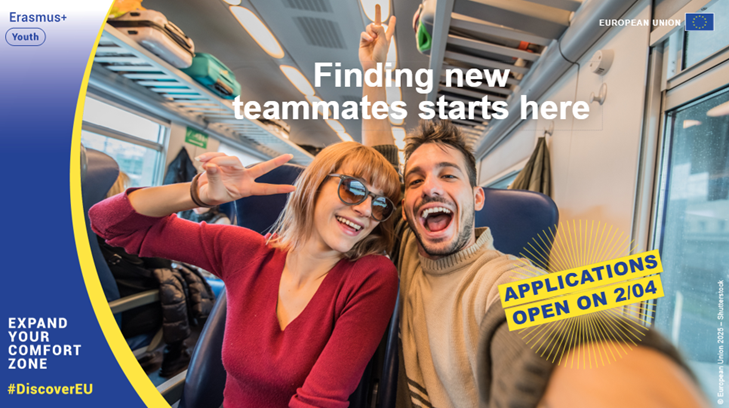 Erasmus+
Youth
EUROPEAN UNION
Finding new
teammates starts here
APPLICATIONS
OPEN ON 2/04
EXPAND
YOUR
COMFORT
ZONE
#DiscoverEU
© European Union 2025 – Shutterstock